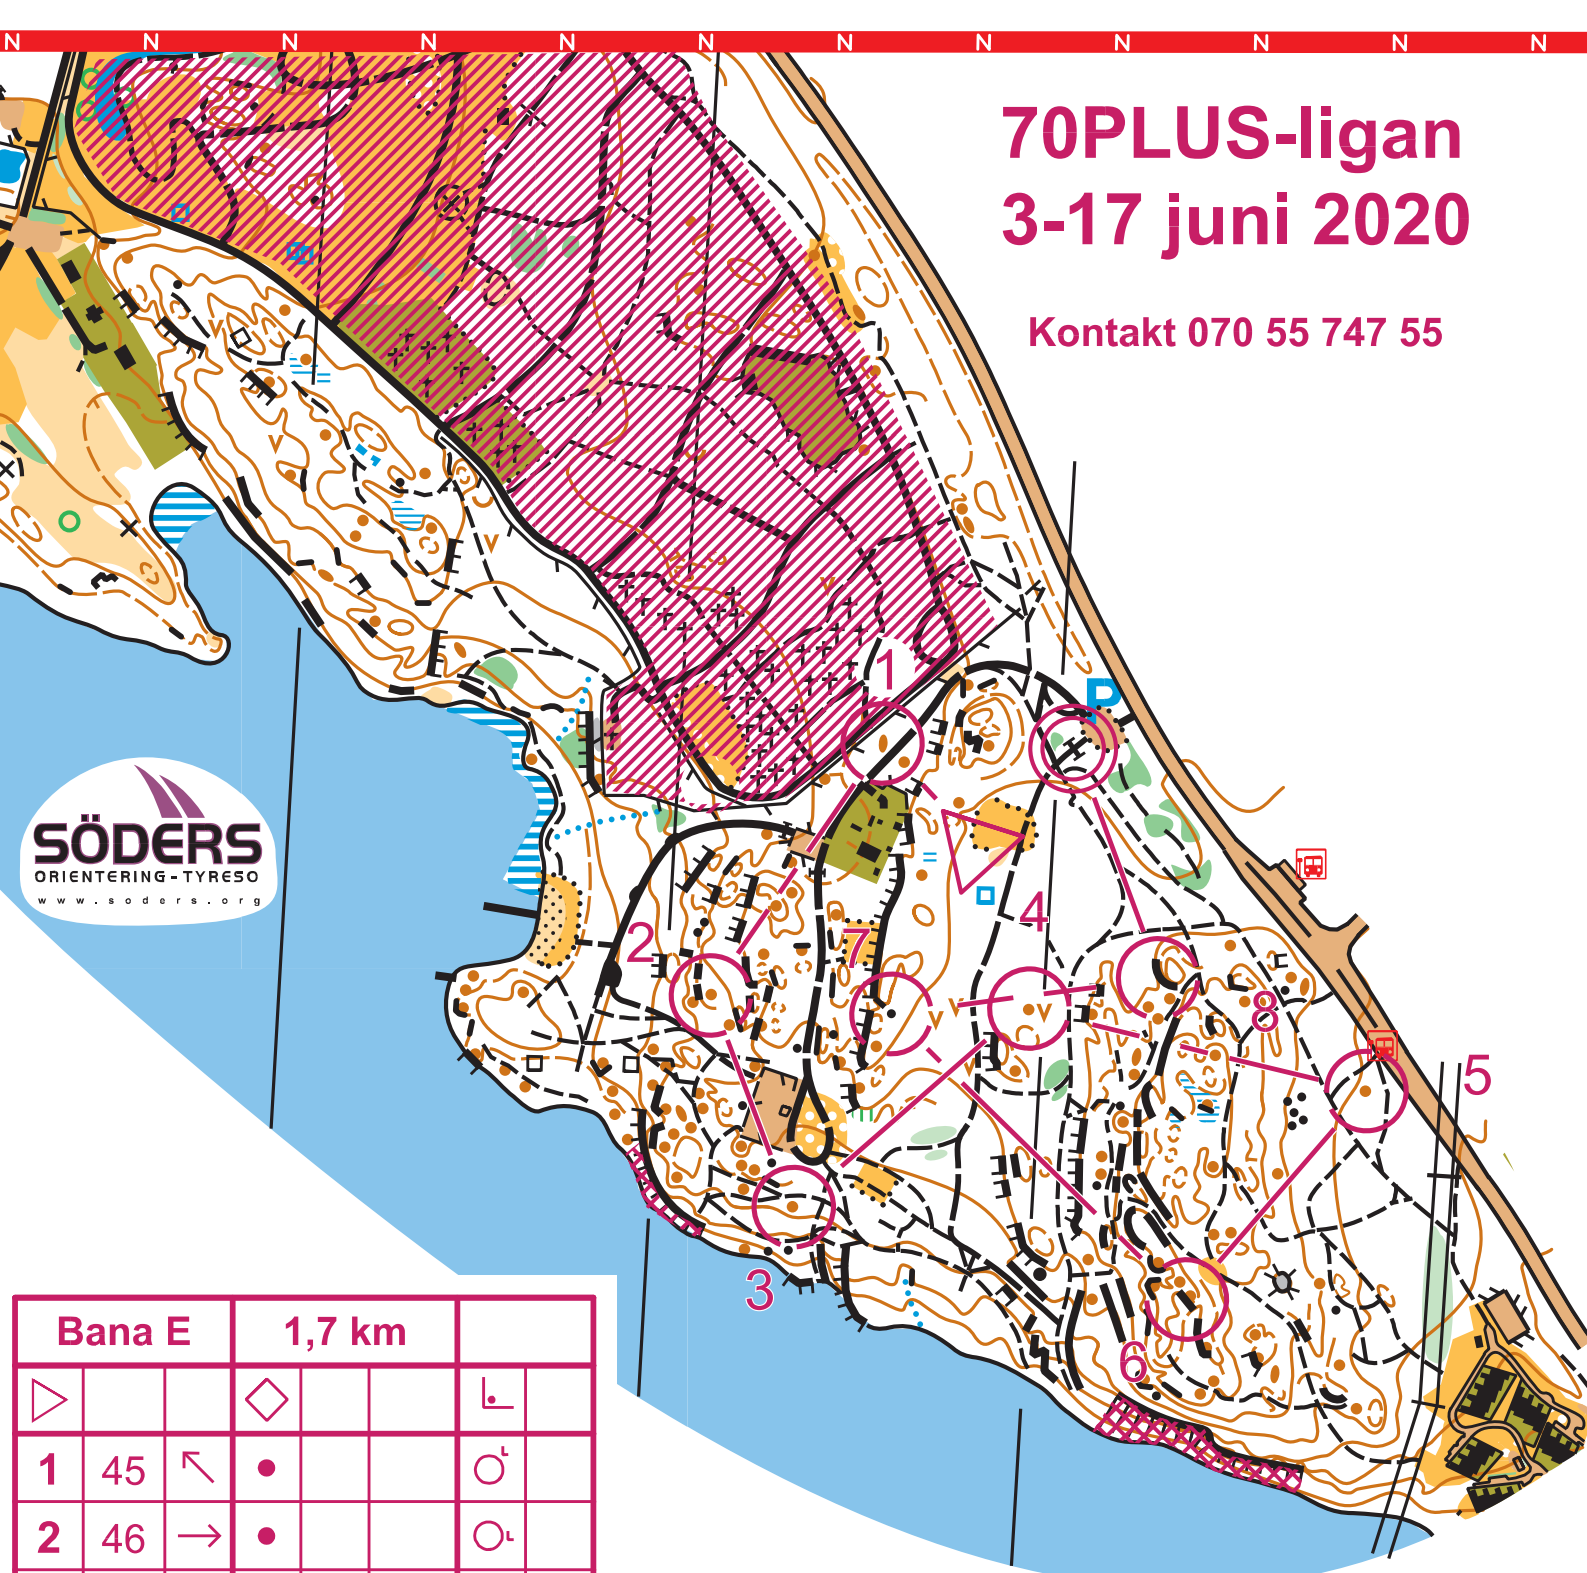 N N N N N N N N N N N N
70PLUS-ligan
3-17 juni 2020
Kontakt 070 55 747 55
P
1
2
4
7
8
5
3
6
SÖDERS
ORIENTERING-TYRESO
www.soders.org
Bana E 1,7 km
1 45
2 46